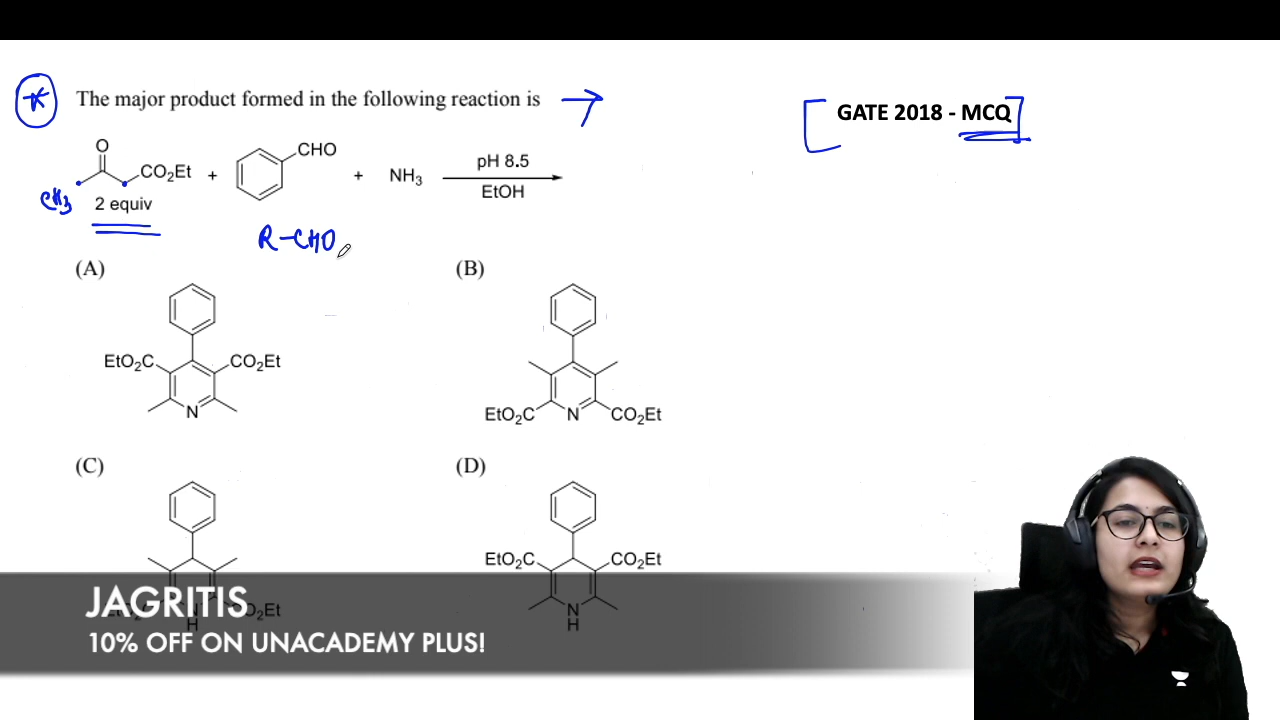 The major product formed in the following reaction is
GATE 2018 - MCQ
O
CO2Et
+
CHO
+
NH3
pH 8.5
EtOH
CH3
2 equiv
R-CHO
(A)
(B)
EtO2C
CO2Et
N
EtO2C
N
CO2Et
(C)
(D)
EtO2C
CO2Et
N
H
CO2Et
H
JAGRITIS
10% OFF ON UNACADEMY PLUS!